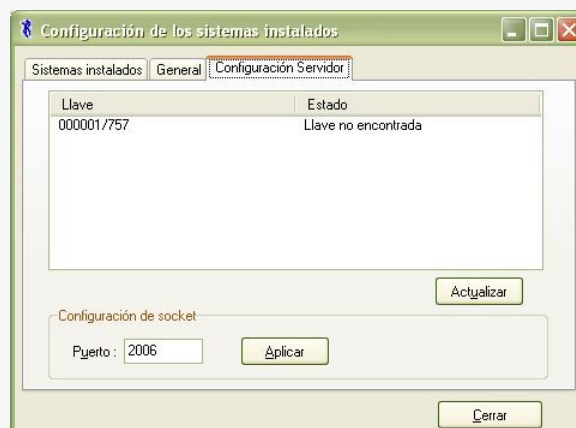 Configuración de los sistemas instalados
Sistemas instalados General Configuración Servidor
Llave Estado
000001/757 Llave no encontrada
Actualizar
Configuración de socket
Puerto : 2006 Aplicar
Cerrar